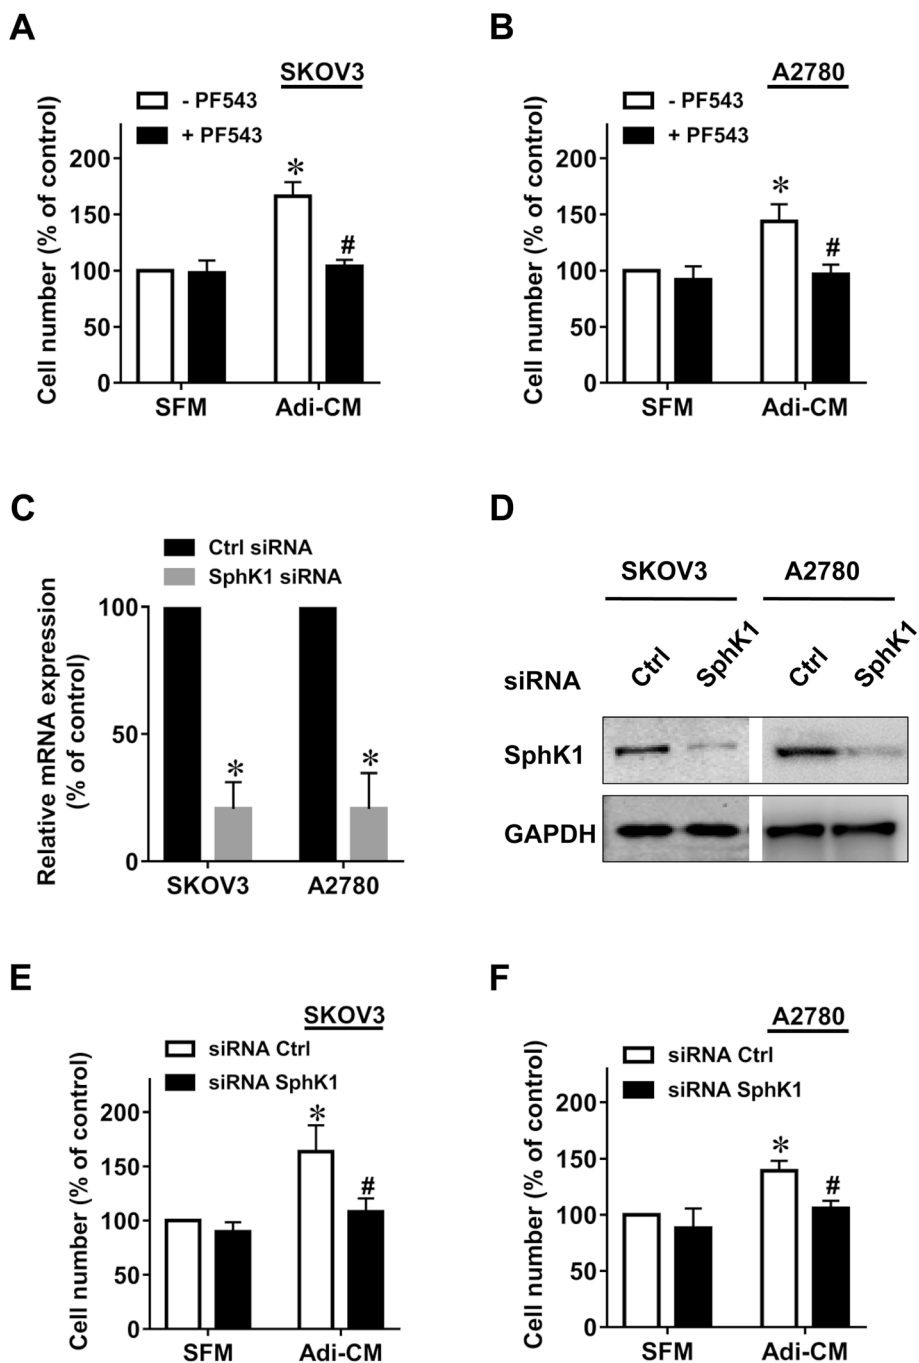 A
SKOV3
- PF543
+ PF543
Cell number (% of control)
200
150
100
50
0
*
#
SFM
Adi-CM
B
A2780
- PF543
+ PF543
Cell number (% of control)
200
150
100
50
0
*
#
SFM
Adi-CM
C
Ctrl siRNA
SphK1 siRNA
Relative mRNA expression
(% of control)
100
50
0
*
*
SKOV3
A2780
D
SKOV3
A2780
siRNA
Ctrl
SphK1
Ctrl
SphK1
SphK1
GAPDH
E
SKOV3
siRNA Ctrl
siRNA SphK1
Cell number (% of control)
200
150
100
50
0
*
#
SFM
Adi-CM
F
A2780
siRNA Ctrl
siRNA SphK1
Cell number (% of control)
200
150
100
50
0
*
#
SFM
Adi-CM